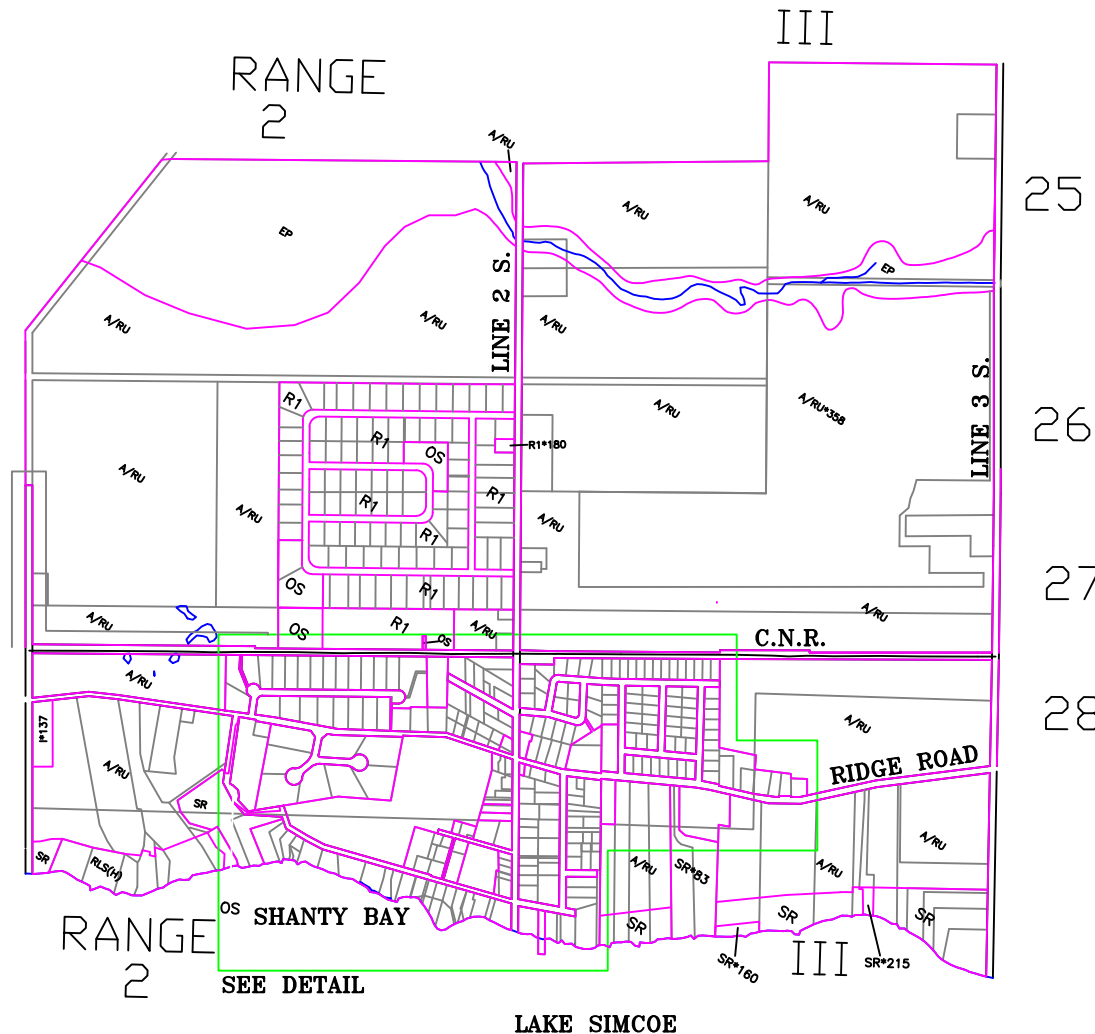 III
RANGE
2
A/RU
25
A/RU
A/RU
EP
LINE 2 S.
EP
A/RU
A/RU
A/RU
LINE 3 S.
R1
A/RU
A/RU*358
26
R1
R1*180
OS
A/RU
R1
R1
A/RU
A/RU
R1
OS
R1
27
A/RU
A/RU
OS
R1
A/RU
OS
C.N.R.
A/RU
I*137
A/RU
28
A/RU
RIDGE ROAD
SR
A/RU
SR
RLS(H)
A/RU
SR*83
A/RU
OS
SHANTY BAY
SR
SR
SR
RANGE
2
SR*160
III
SR*215
SEE DETAIL
LAKE SIMCOE